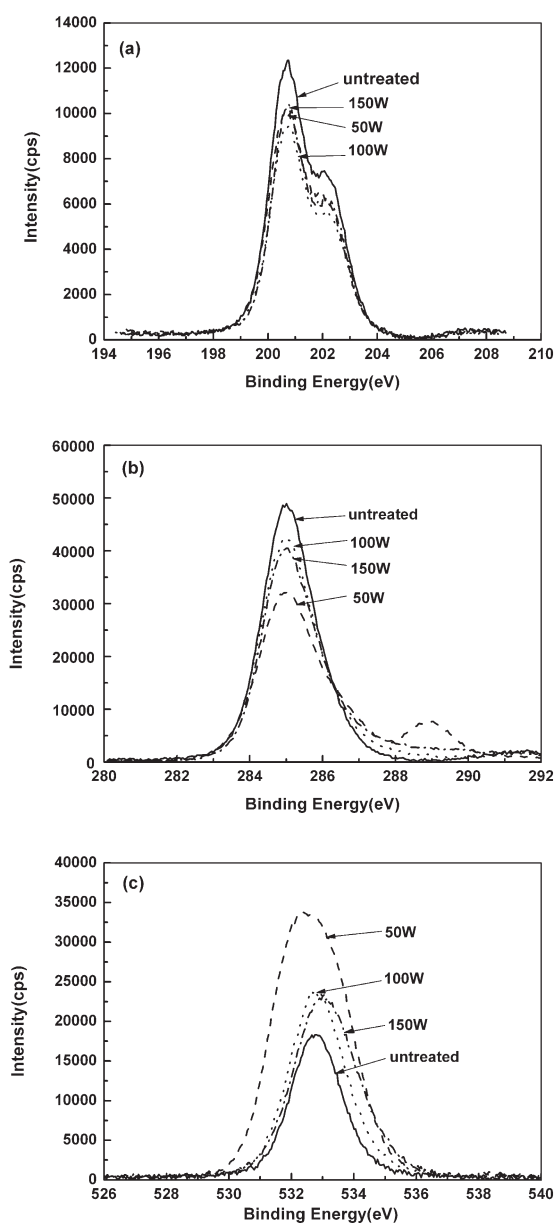 14000
(a)
12000
untreated
150W
10000
50W
8000
100W
6000
4000
2000
0
194 196 198 200 202 204 206 208 210
Intensity(cps)
Binding Energy(eV)
60000
(b)
50000
untreated
40000
100W
150W
30000
50W
20000
10000
0
280 282 284 286 288 290 292
Intensity(cps)
Binding Energy(eV)
40000
(c)
35000
50W
30000
25000
100W
20000
150W
15000
untreated
10000
5000
0
526 528 530 532 534 536 538 540
Intensity(cps)
Binding Energy(eV)